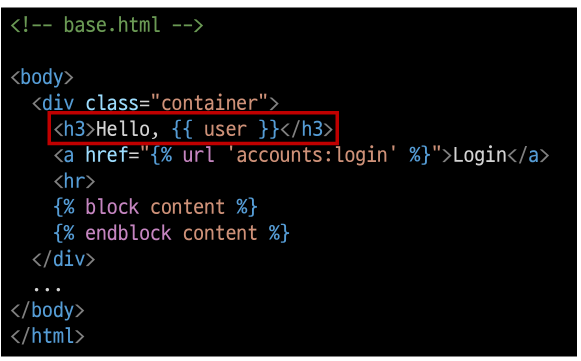 <!-- base.html -->
<body>
<div class="container">
<h3>Hello, {{ user }}</h3>
<a href="{% url 'accounts:login' %}">Login</a>
<hr>
{% block content %}
{% endblock content %}
</div>
...
</body>
</html>